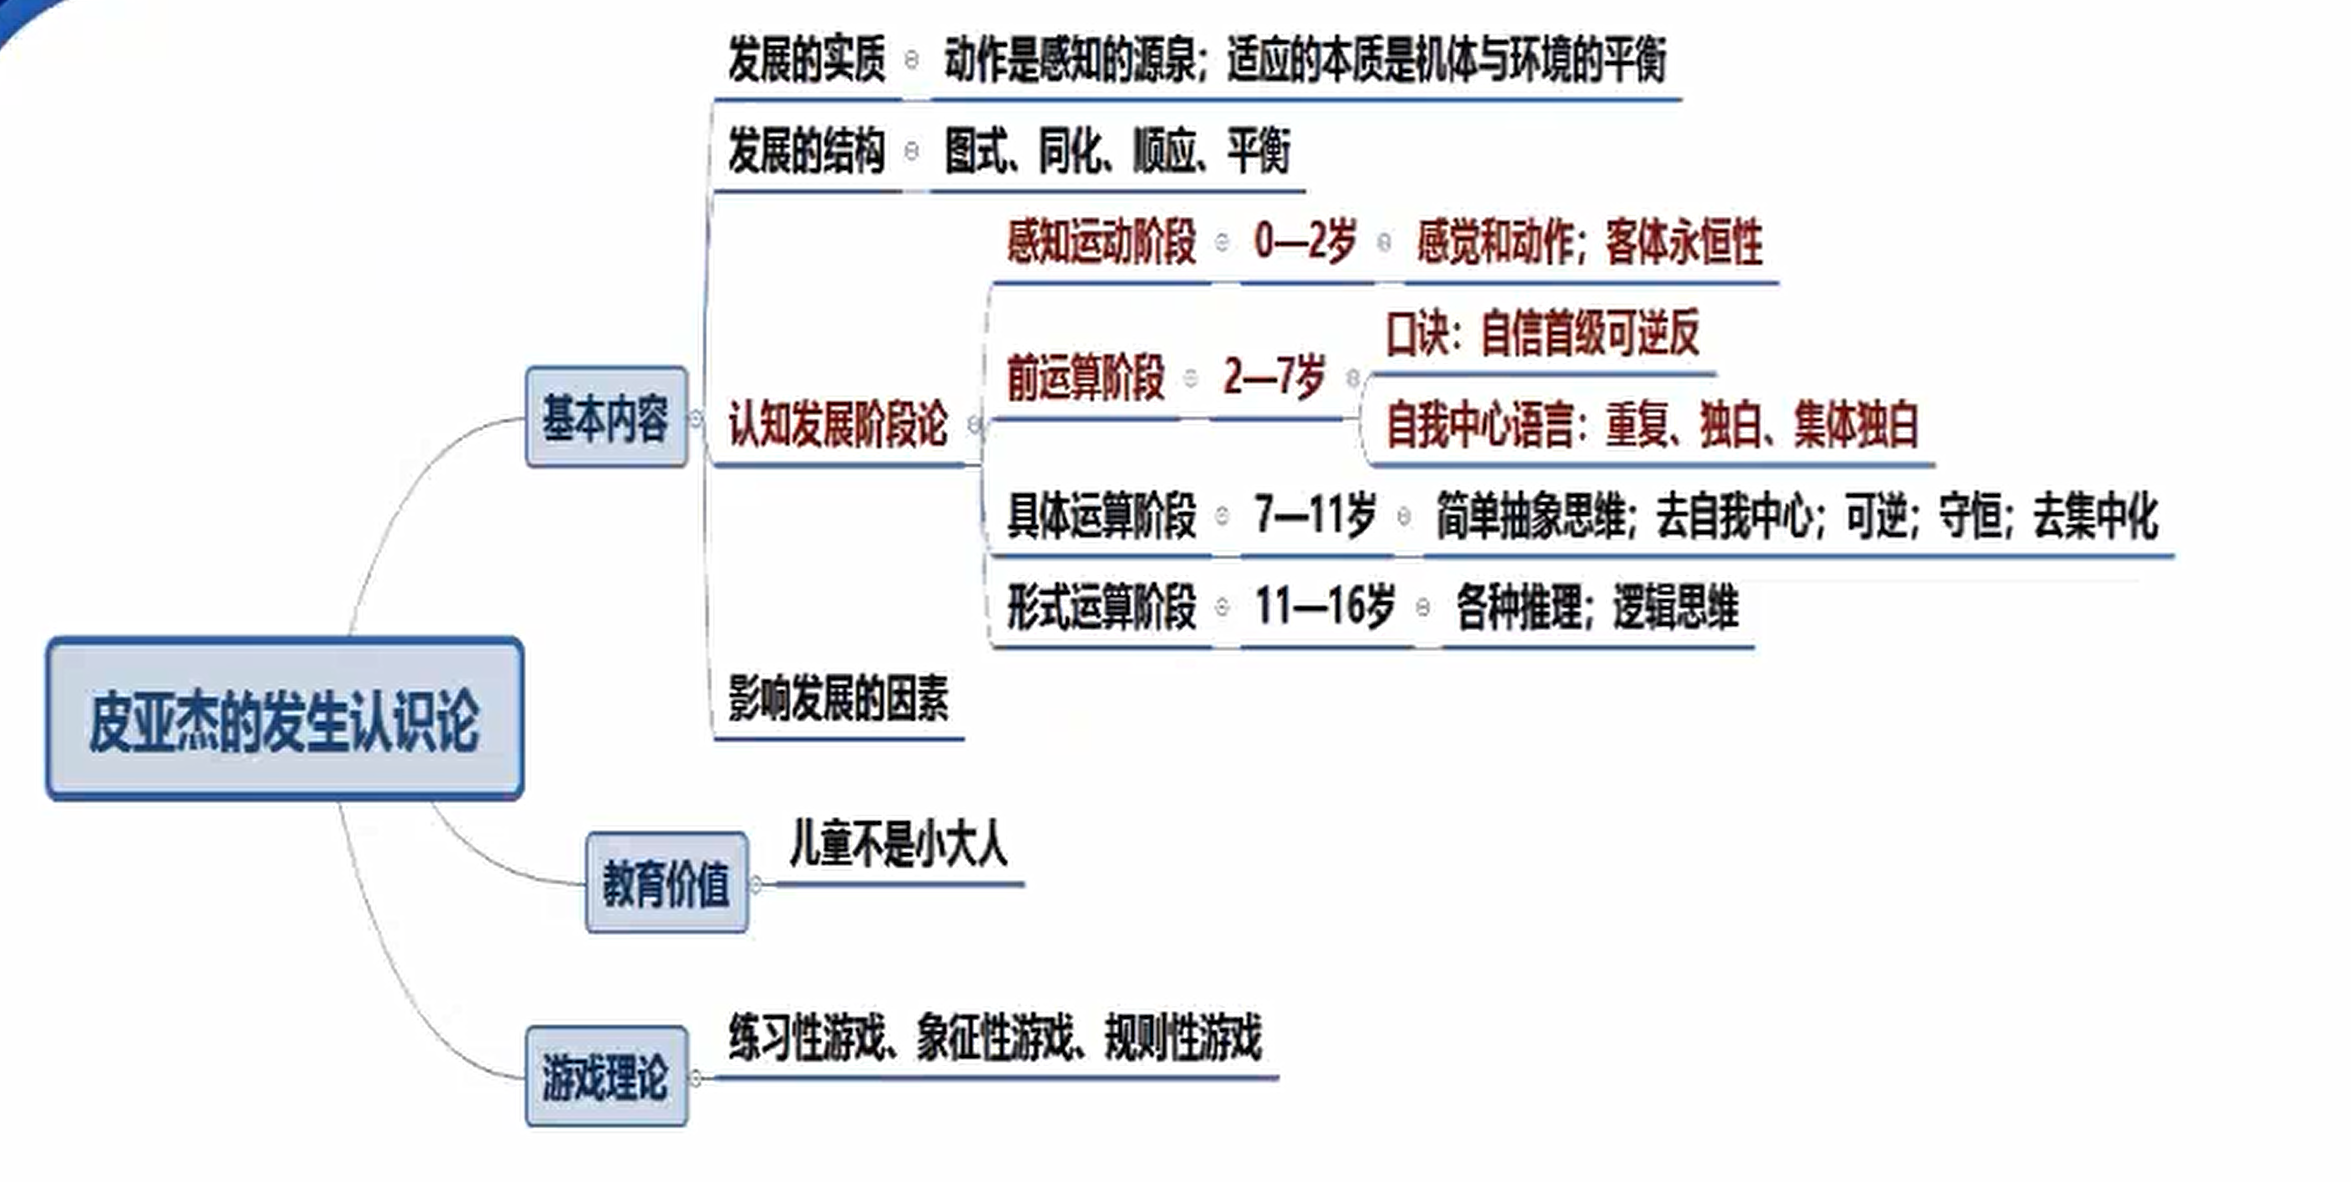 发展的实质 动作是感知的源泉；适应的本质是机体与环境的平衡
发展的结构 图式、同化、顺应、平衡
感知运动阶段 0—2岁 感觉和动作；客体永恒性
口诀：自信首级可逆反
前运算阶段 2—7岁
基本内容
认知发展阶段论
自我中心语言：重复、独白、集体独白
具体运算阶段 7—11岁 简单抽象思维；去自我中心；可逆；守恒；去集中化
形式运算阶段 11—16岁 各种推理；逻辑思维
影响发展的因素
皮亚杰的发生认识论
儿童不是小大人
教育价值
练习性游戏、象征性游戏、规则性游戏
游戏理论